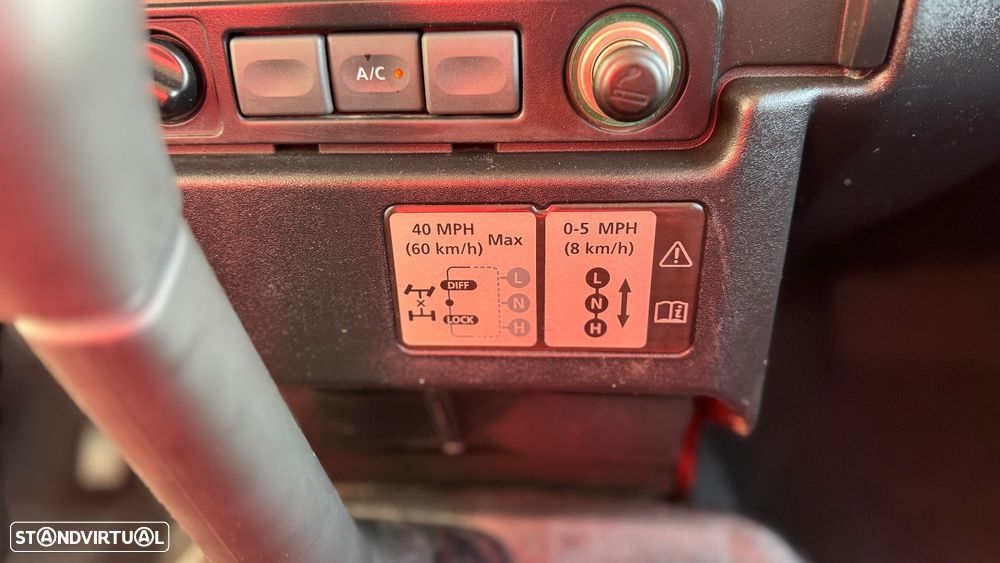 A/C
40 MPH
(60 km/h) Max
DIFF
LOCK
L
N
H
0-5 MPH
(8 km/h)
L
N
H
STANDVIRTUAL